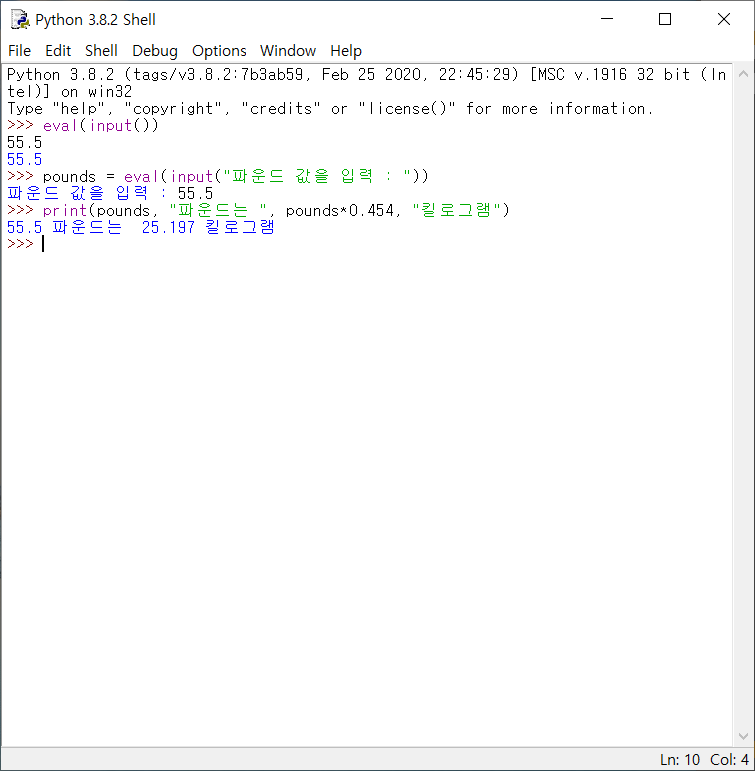 Python 3.8.2 Shell
File Edit Shell Debug Options Window Help
Python 3.8.2 (tags/v3.8.2:7b3ab59, Feb 25 2020, 22:45:29) [MSC v.1916 32 bit (In
tel)] on win32
Type "help", "copyright", "credits" or "license()" for more information.
>>> eval(input())
55.5
55.5
>>> pounds = eval(input("파운드 값을 입력 : "))
파운드 값을 입력 : 55.5
>>> print(pounds, "파운드는 ", pounds*0.454, "킬로그램")
55.5 파운드는  25.197 킬로그램
>>>
Ln: 10 Col: 4